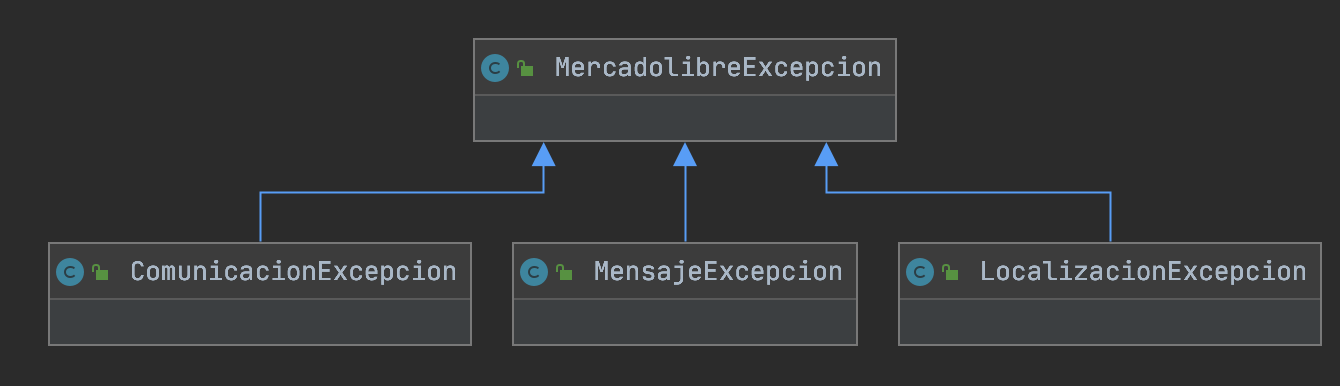 C MercadolibreExcepcion
C ComunicacionExcepcion
C MensajeExcepcion
C LocalizacionExcepcion